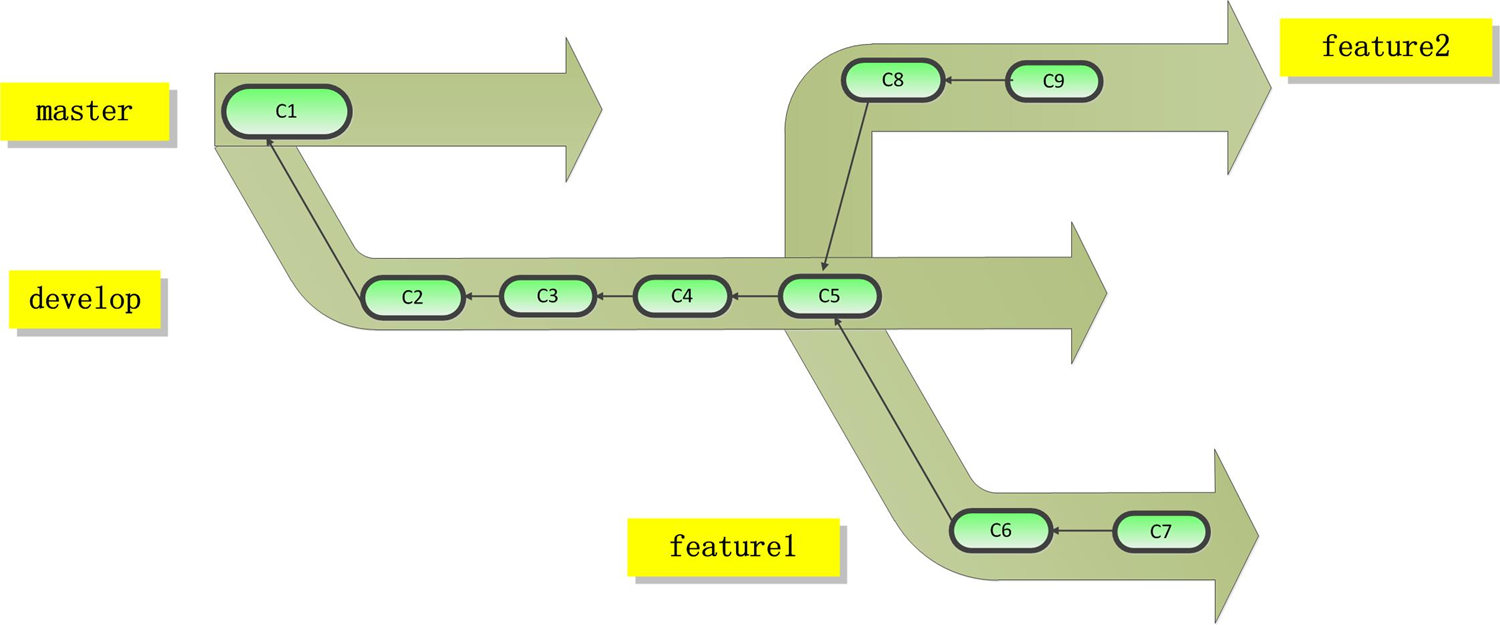 feature2
C8
C9
master
C1
develop
C2
C3
C4
C5
feature1
C6
C7